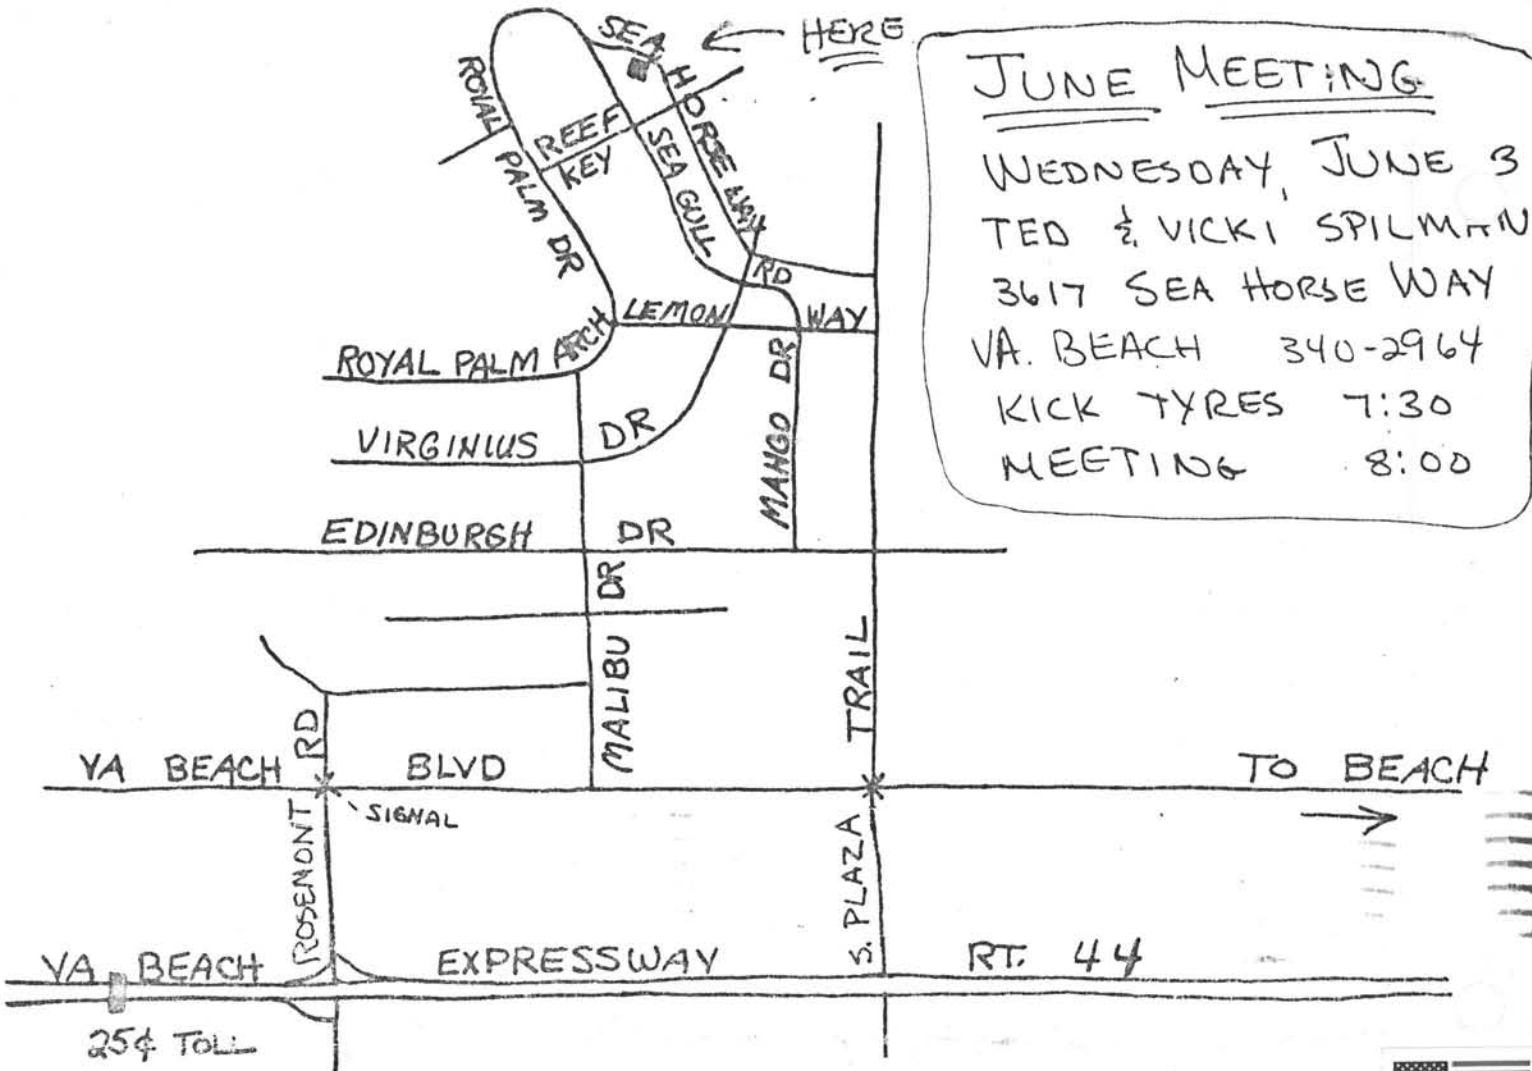 HERE
JUNE MEETING
WEDNESDAY, JUNE 3
TED & VICKI SPILMAN
3617 SEA HORSE WAY
VA. BEACH 340-2964
KICK TYRES 7:30
MEETING 8:00
SEA HORSE WAY
ROYAL PALM DR
REEF KEY
SEA GULL RD
LEMON WAY
ROYAL PALM ARCH
VIRGINIUS DR
MANGO DR
EDINBURGH DR
MALIBU DR
S. PLAZA TRAIL
ROSEMONT RD
VA BEACH BLVD
TO BEACH
SIGNAL
VA BEACH EXPRESSWAY RT. 44
25¢ TOLL